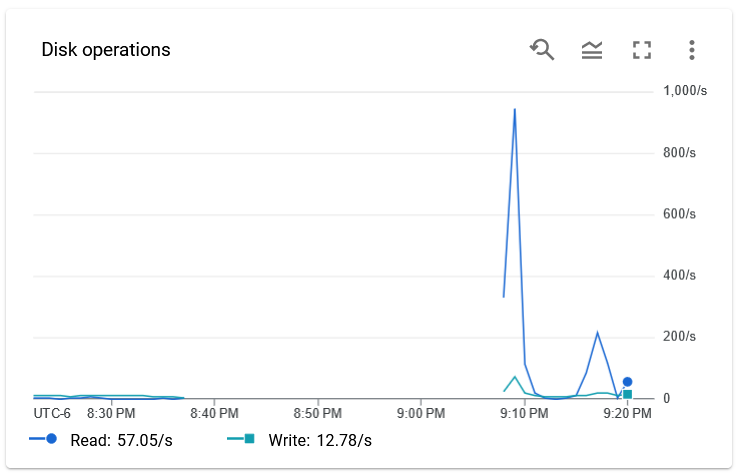 Disk operations
1,000/s
800/s
600/s
400/s
200/s
0
UTC-6 8:30 PM 8:40 PM 8:50 PM 9:00 PM 9:10 PM 9:20 PM
Read: 57.05/s Write: 12.78/s